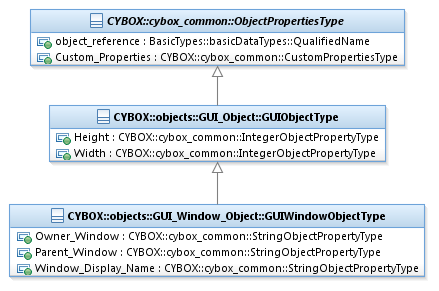 CYBOX::cybox_common::ObjectPropertiesType
object_reference : BasicTypes::basicDataTypes::QualifiedName
Custom_Properties : CYBOX::cybox_common::CustomPropertiesType
CYBOX::objects::GUI_Object::GUIObjectType
Height : CYBOX::cybox_common::IntegerObjectPropertyType
Width : CYBOX::cybox_common::IntegerObjectPropertyType
CYBOX::objects::GUI_Window_Object::GUIWindowObjectType
Owner_Window : CYBOX::cybox_common::StringObjectPropertyType
Parent_Window : CYBOX::cybox_common::StringObjectPropertyType
Window_Display_Name : CYBOX::cybox_common::StringObjectPropertyType